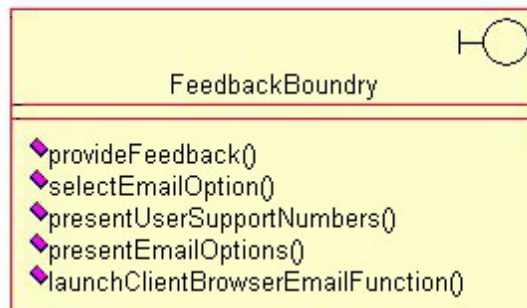 FeedbackBoundry
provideFeedback()
selectEmailOption()
presentUserSupportNumbers()
presentEmailOptions()
launchClientBrowserEmailFunction()